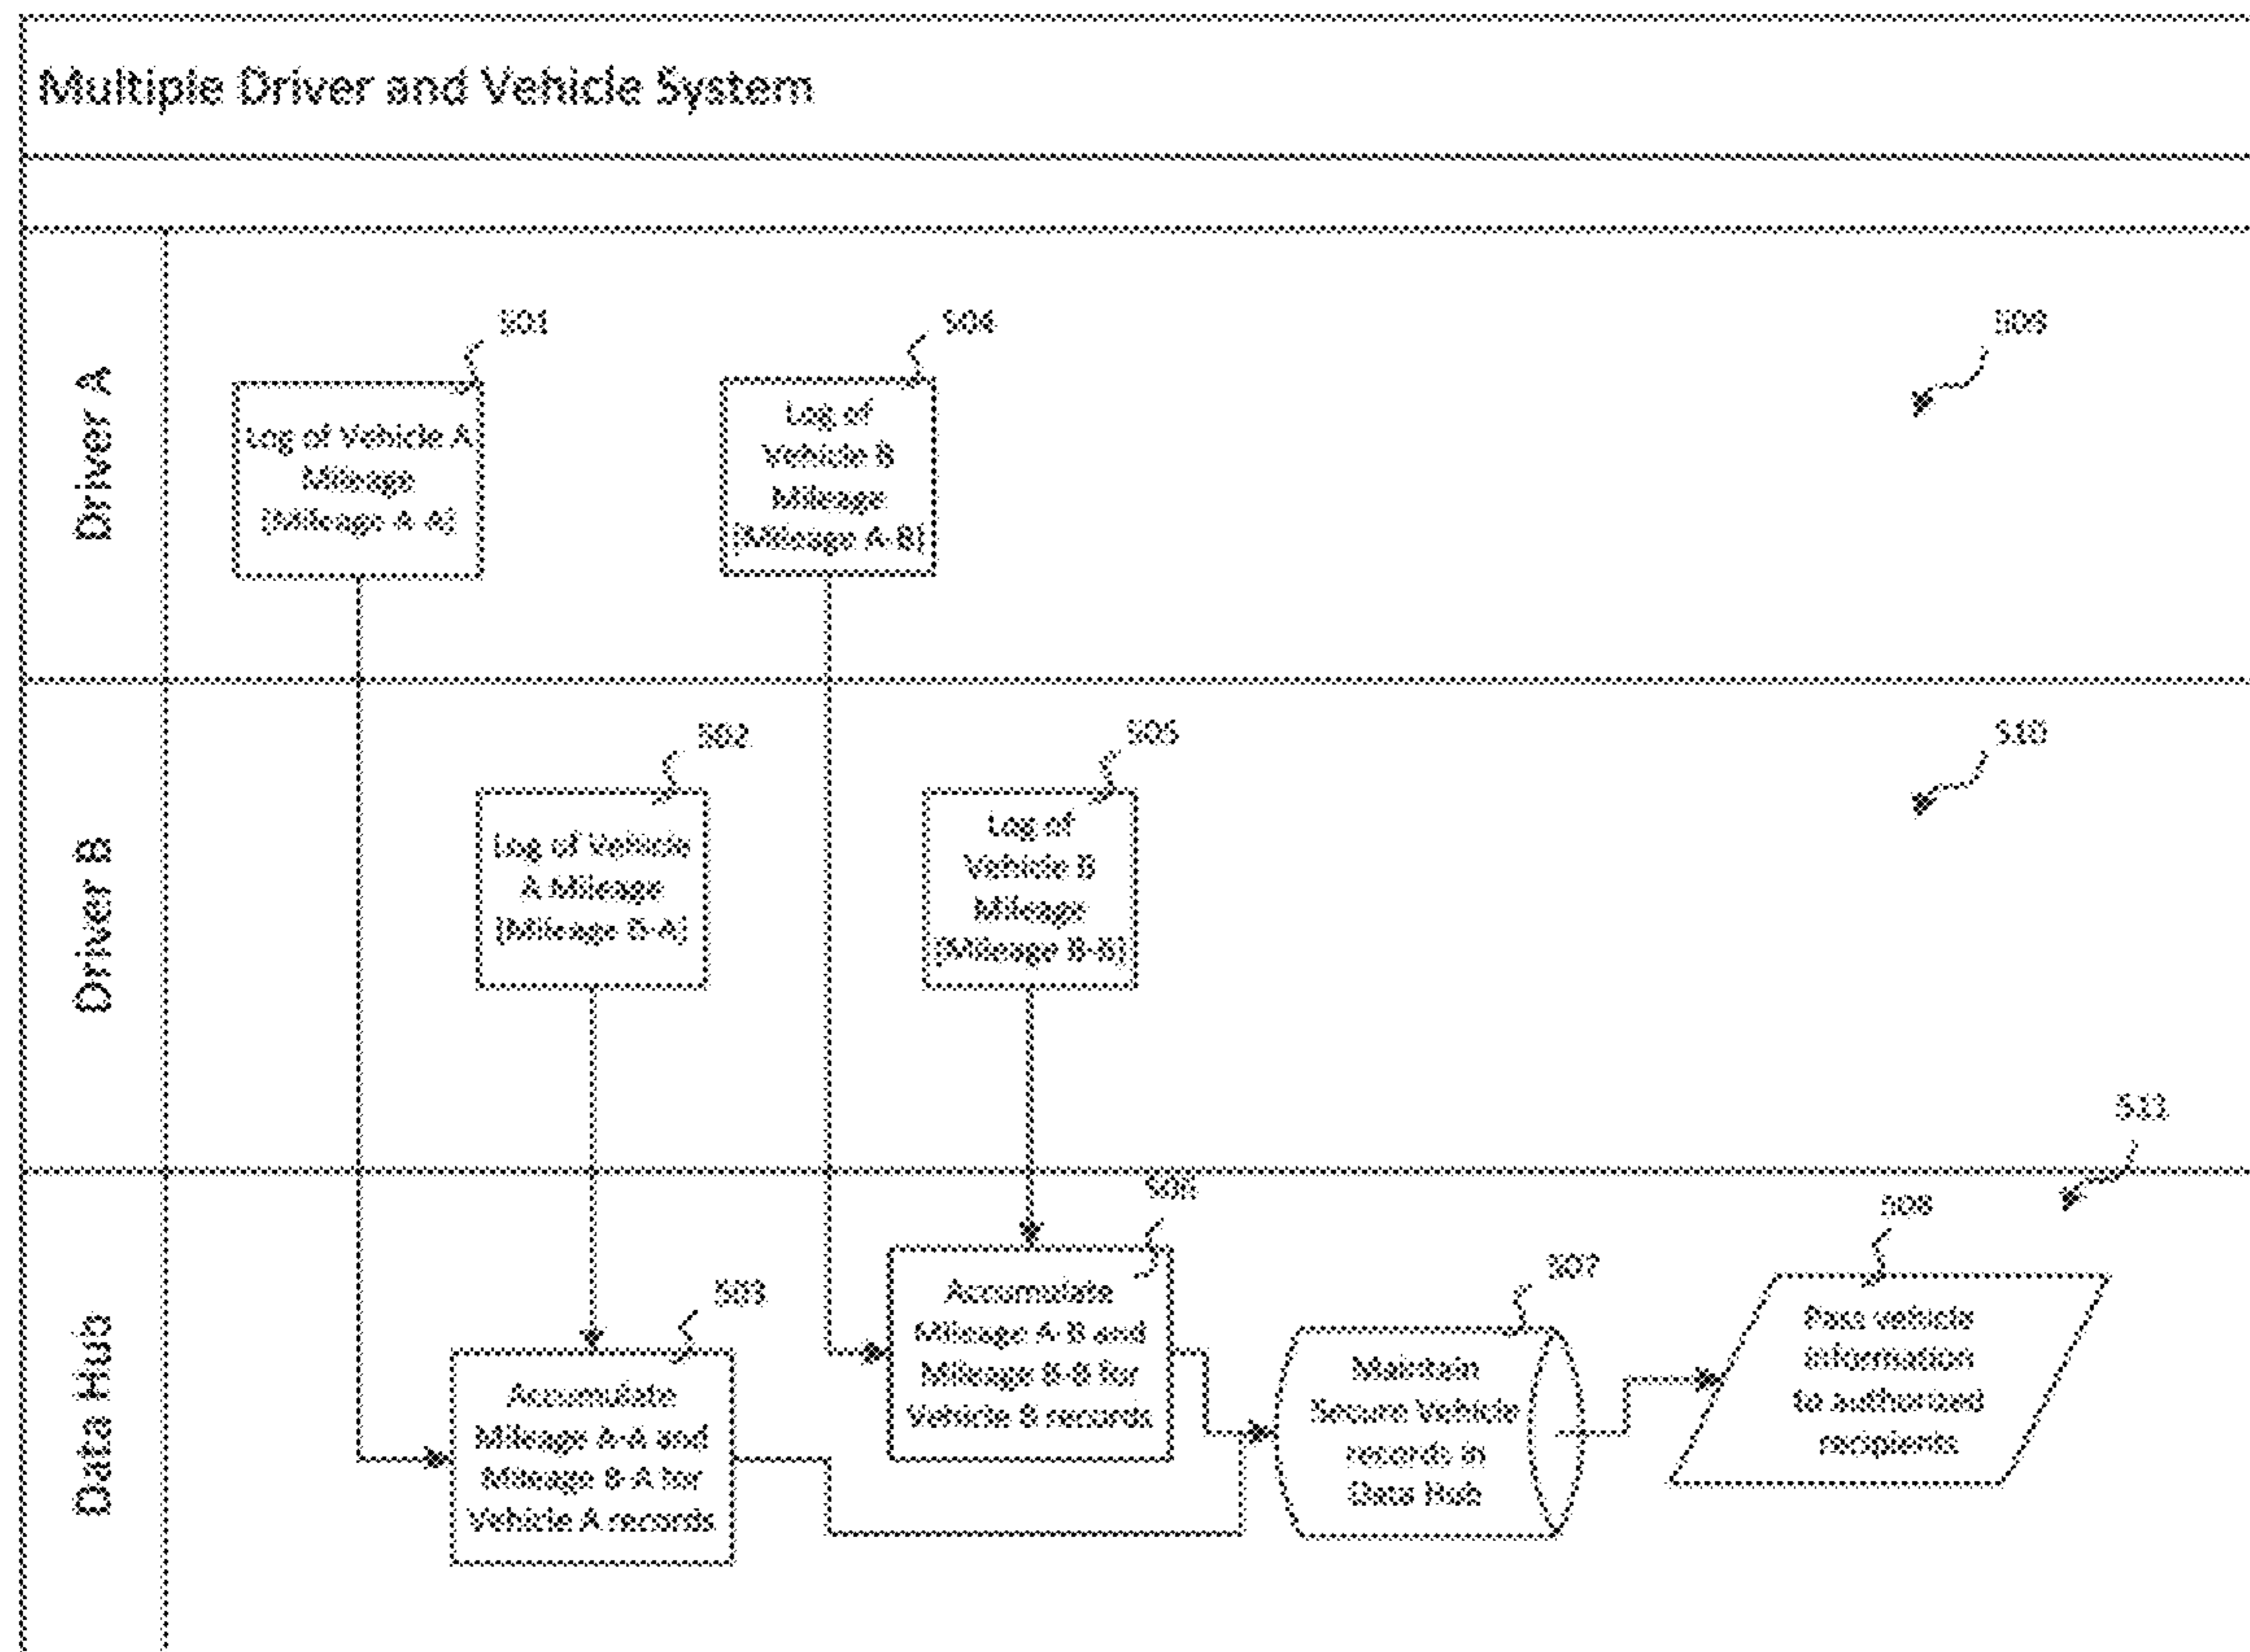 Multiple Driver and Vehicle System
Driver A
501
Log of Vehicle A
Mileage
[Mileage A-A]
504
Log of
Vehicle B
Mileage
[Mileage A-B]
Driver B
502
Log of Vehicle
A Mileage
[Mileage B-A]
505
Log of
Vehicle B
Mileage
[Mileage B-B]
510
511
Data Hub
503
Accumulate
Mileage A-A and
Mileage B-A for
Vehicle A records
Accumulate
Mileage A-B and
Mileage B-B for
Vehicle B records
507
Maintain
Secure Vehicle
records in
Data Hub
508
Pass vehicle
information
to authorized
recipients